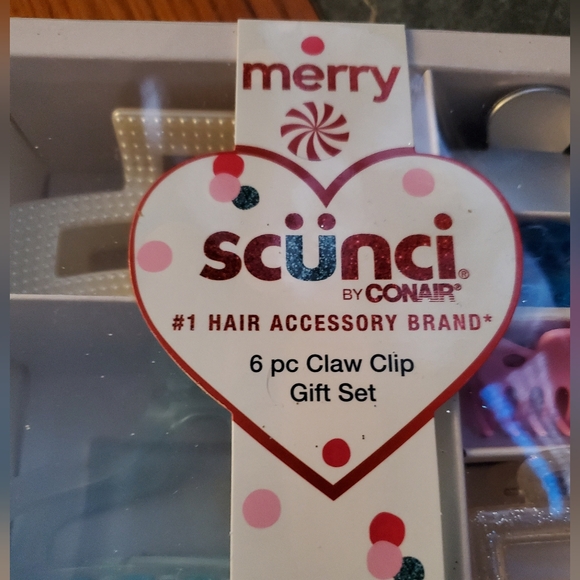 merry
scünci®
BY CONAIR®
#1 HAIR ACCESSORY BRAND*
6 pc Claw Clip
Gift Set